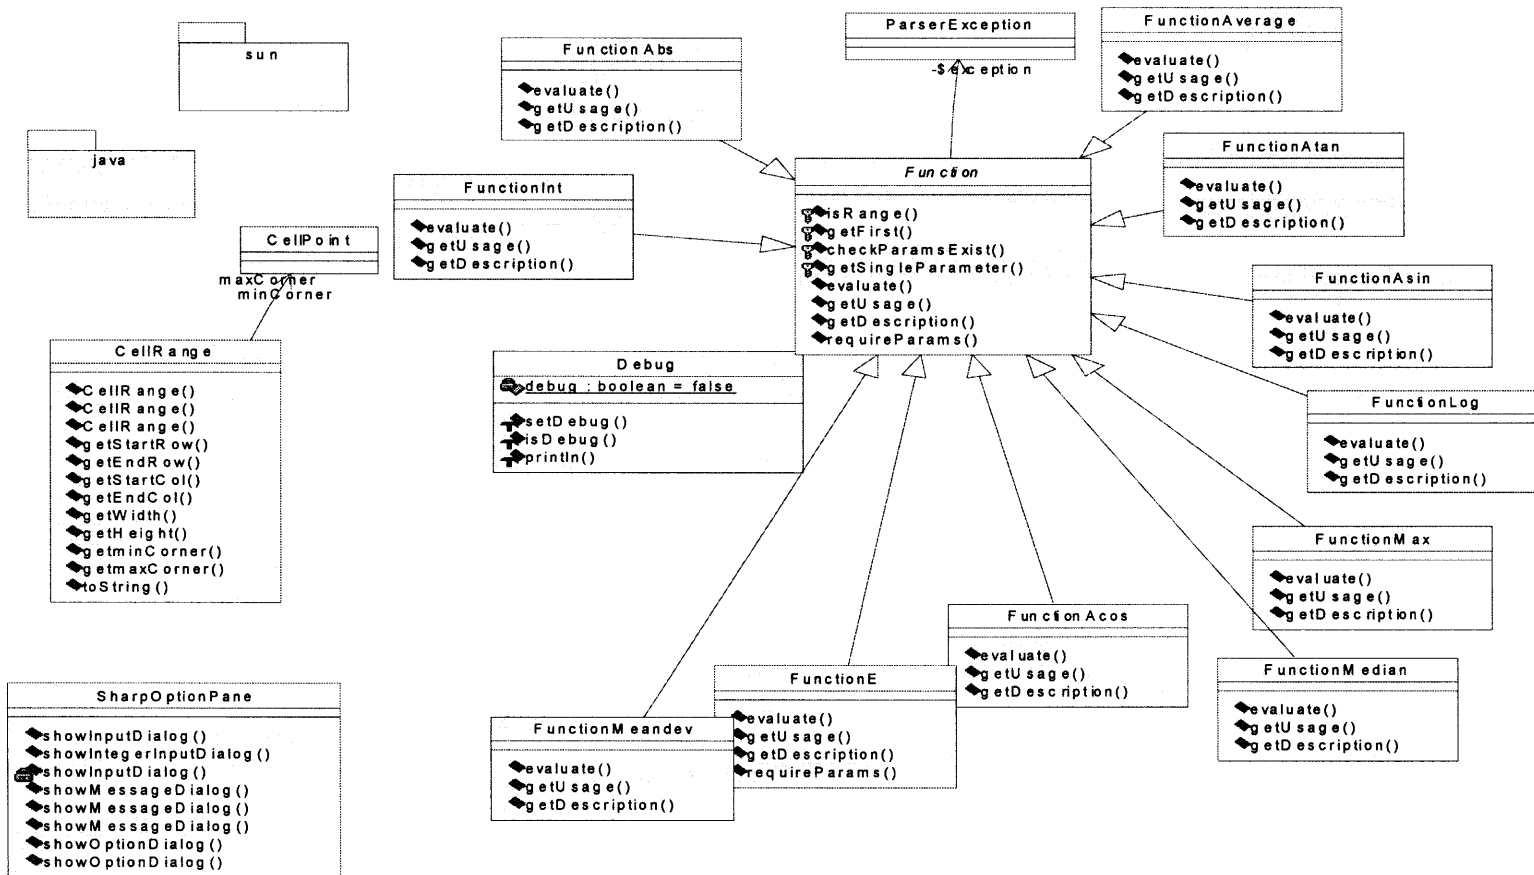 sun
java
CellPoint
maxCorner
minCorner
CellRange
CellRange()
CellRange()
CellRange()
getStartRow()
getEndRow()
getStartCol()
getEndCol()
getWidth()
getHeight()
getminCorner()
getmaxCorner()
toString()
SharpOptionPane
showInputDialog()
showIntegerInputDialog()
showInputDialog()
showMessageDialog()
showMessageDialog()
showMessageDialog()
showOptionDialog()
showOptionDialog()
FunctionAbs
evaluate()
getUsage()
getDescription()
FunctionInt
evaluate()
getUsage()
getDescription()
Debug
debug : boolean = false
setDebug()
isDebug()
println()
ParserException
-$exception
Function
isRange()
getFirst()
checkParamsExist()
getSingleParameter()
evaluate()
getUsage()
getDescription()
requireParams()
FunctionAverage
evaluate()
getUsage()
getDescription()
FunctionAtan
evaluate()
getUsage()
getDescription()
FunctionAsin
evaluate()
getUsage()
getDescription()
FunctionLog
evaluate()
getUsage()
getDescription()
FunctionMax
evaluate()
getUsage()
getDescription()
FunctionMedian
evaluate()
getUsage()
getDescription()
FunctionAcos
evaluate()
getUsage()
getDescription()
FunctionE
evaluate()
getUsage()
getDescription()
requireParams()
FunctionMeandev
evaluate()
getUsage()
getDescription()